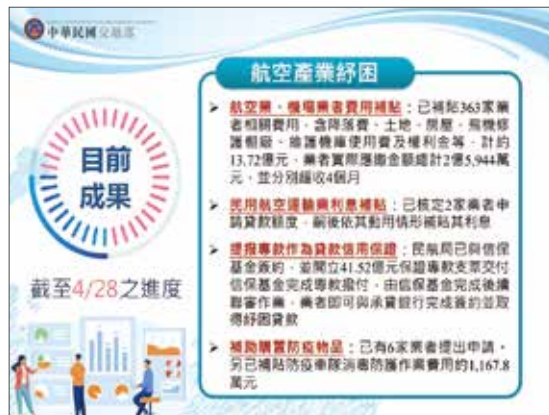 中華民國交通部
航空產業紓困
目前
成果
截至4/28之進度
➢ 航空業、機場業者費用補貼：已補貼363家業
者相關費用，含降落費、土地、房屋、飛機修
護棚廠、維護機庫使用費及權利金等，計約
13.72億元，業者實際應繳金額總計2億5,944萬
元，並分別緩收4個月
➢ 民用航空運輸業利息補貼：已核定2家業者申
請貸款額度，嗣後依其動用情形補貼其利息
➢ 提撥專款作為貸款信用保證：民航局已與信保
基金簽約，並開立41.52億元保證專款支票交付
信保基金完成專款撥付，由信保基金完成後續
聯審作業，業者即可與承貸銀行完成簽約並取
得紓困貸款
➢ 補助購置防疫物品：已有6家業者提出申請。
另已補貼防疫車隊消毒防護作業費用約1,167.8
萬元